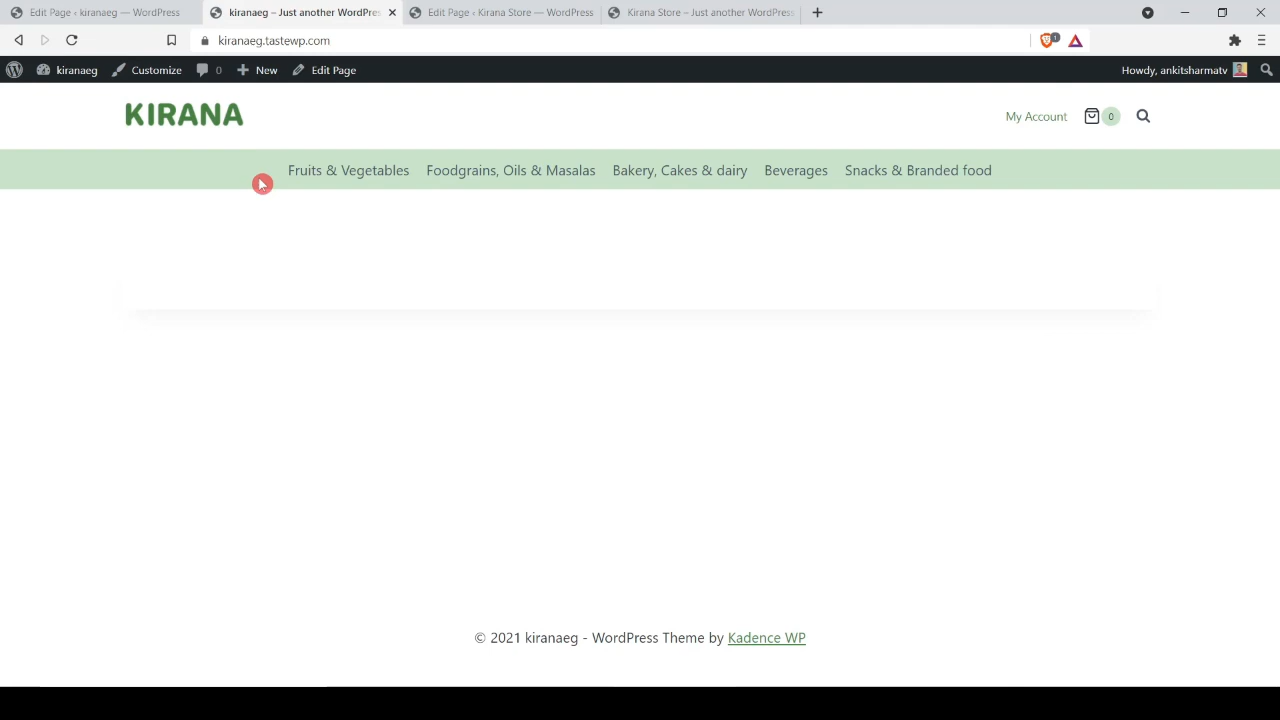 Edit Page ‹ kiranaeg — WordPress
kiranaeg – Just another WordPres
Edit Page ‹ Kirana Store — WordPress
Kirana Store – Just another WordPress
kiranaeg.tastewp.com
1
kiranaeg
Customize
0
New
Edit Page
Howdy, ankitsharmatv
KIRANA
My Account
0
Fruits & Vegetables
Foodgrains, Oils & Masalas
Bakery, Cakes & dairy
Beverages
Snacks & Branded food
© 2021 kiranaeg - WordPress Theme by Kadence WP